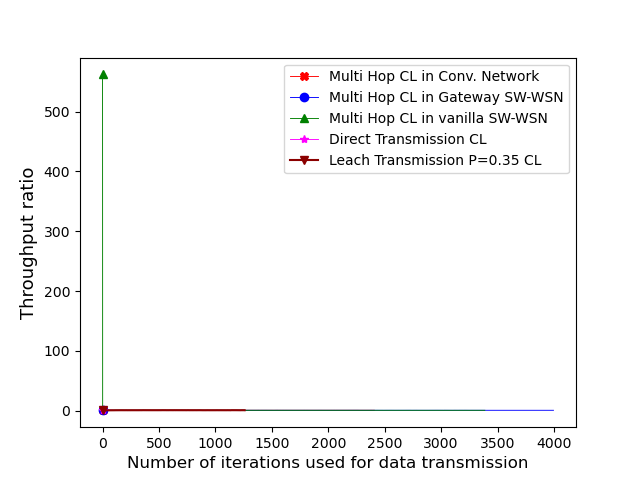 Multi Hop CL in Conv. Network
Multi Hop CL in Gateway SW-WSN
Multi Hop CL in vanilla SW-WSN
Direct Transmission CL
Leach Transmission P=0.35 CL
Throughput ratio
500
400
300
200
100
0
0 500 1000 1500 2000 2500 3000 3500 4000
Number of iterations used for data transmission